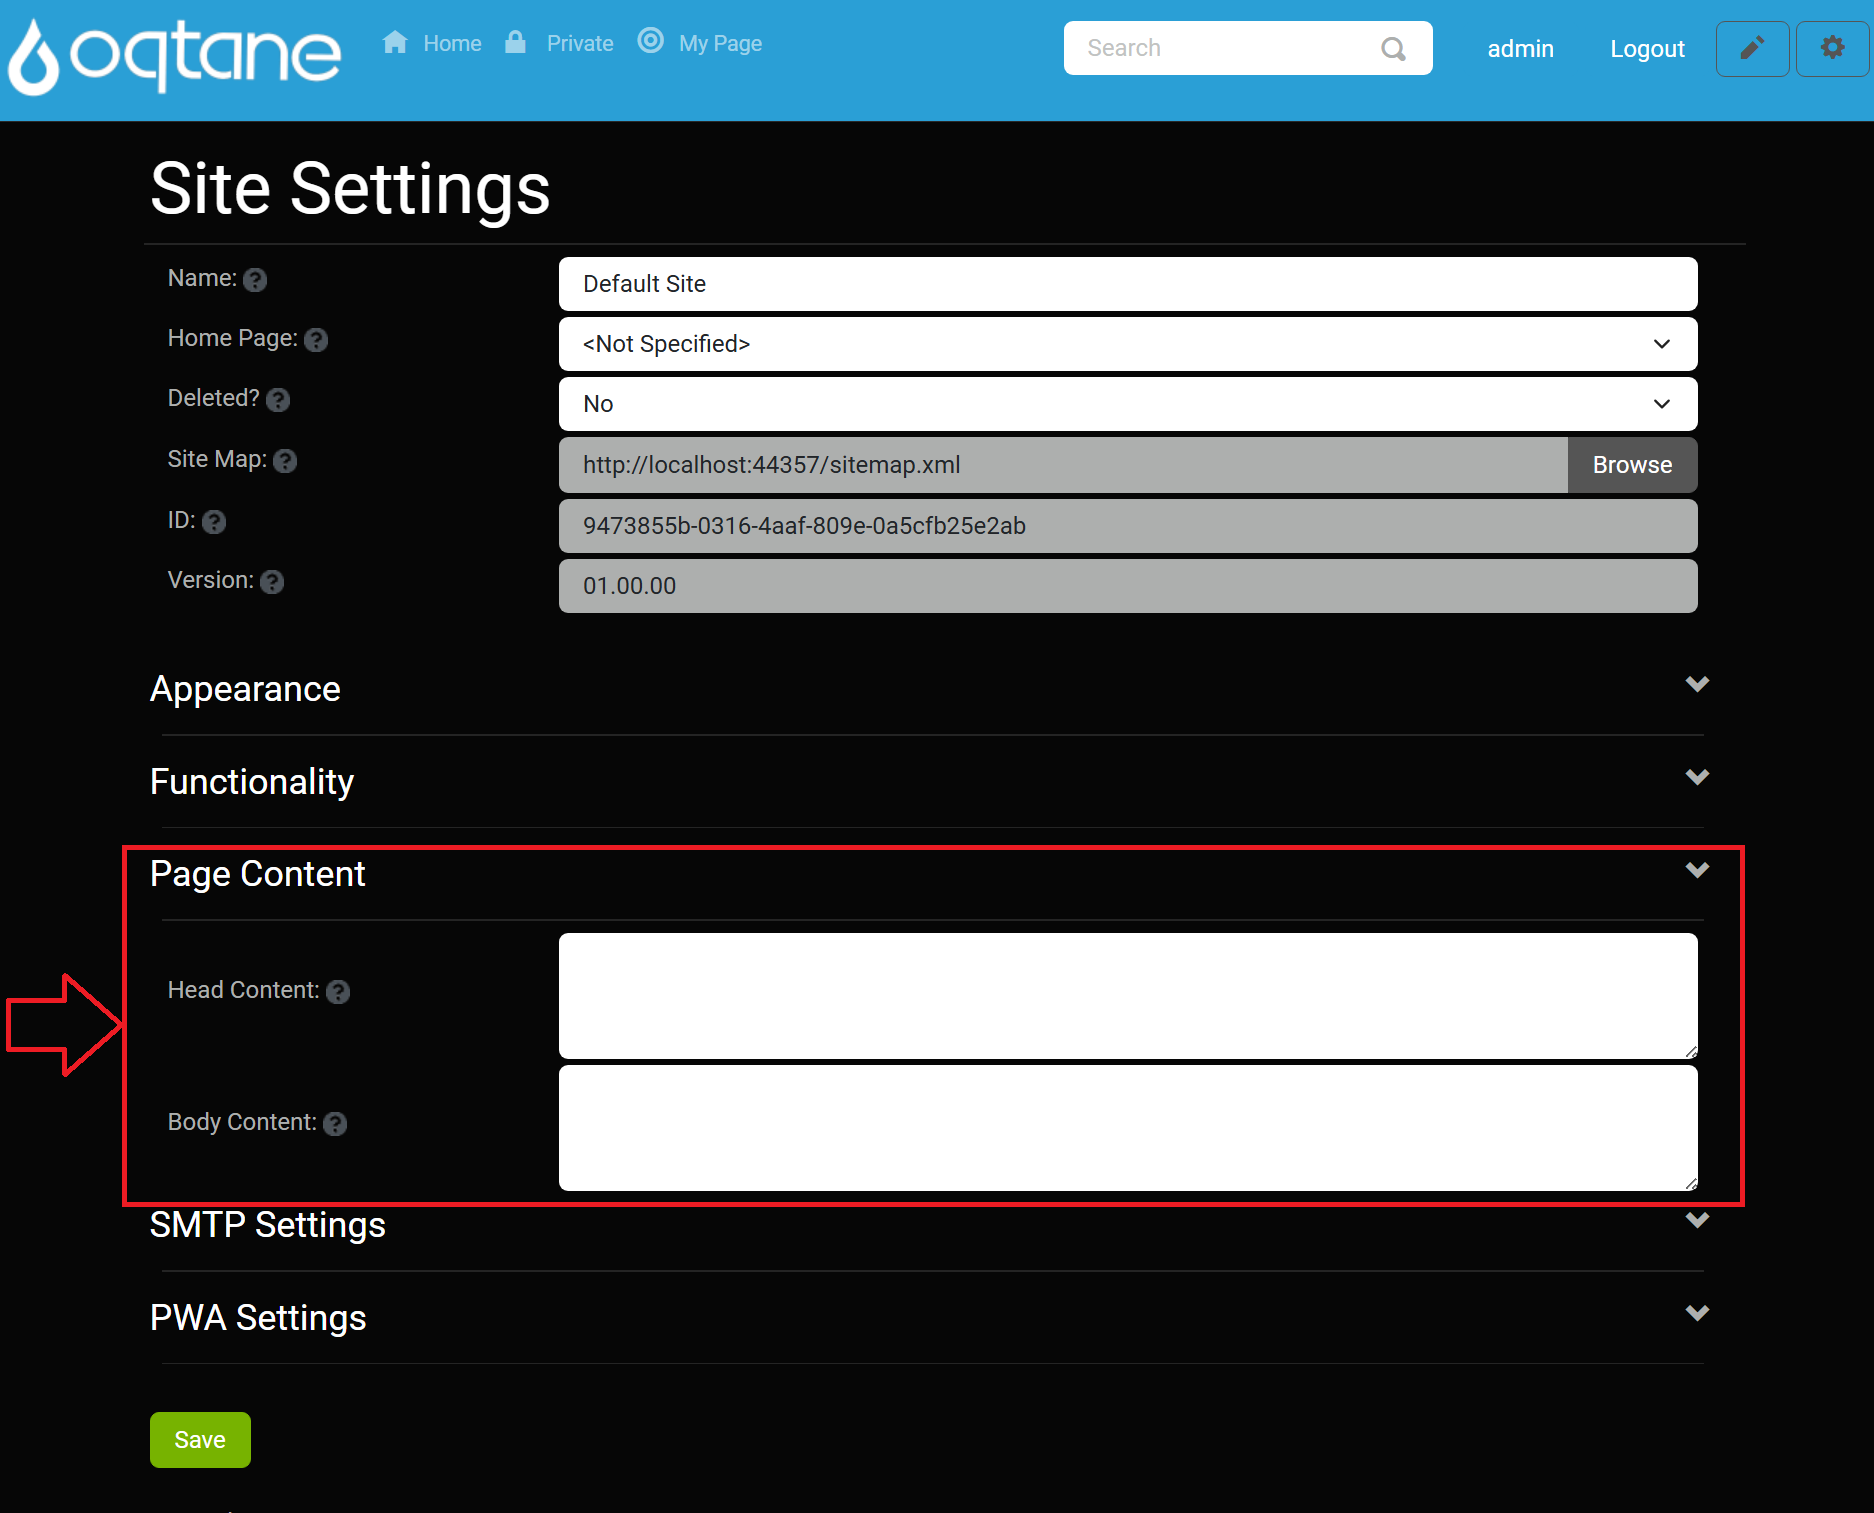 oqtane
Home Private My Page
Search
admin
Logout
Site Settings
Name: ? Default Site
Home Page: ? <Not Specified>
Deleted? ? No
Site Map: ? http://localhost:44357/sitemap.xml Browse
ID: ? 9473855b-0316-4aaf-809e-0a5cfb25e2ab
Version: ? 01.00.00
Appearance
Functionality
Page Content
Head Content: ?
Body Content: ?
SMTP Settings
PWA Settings
Save